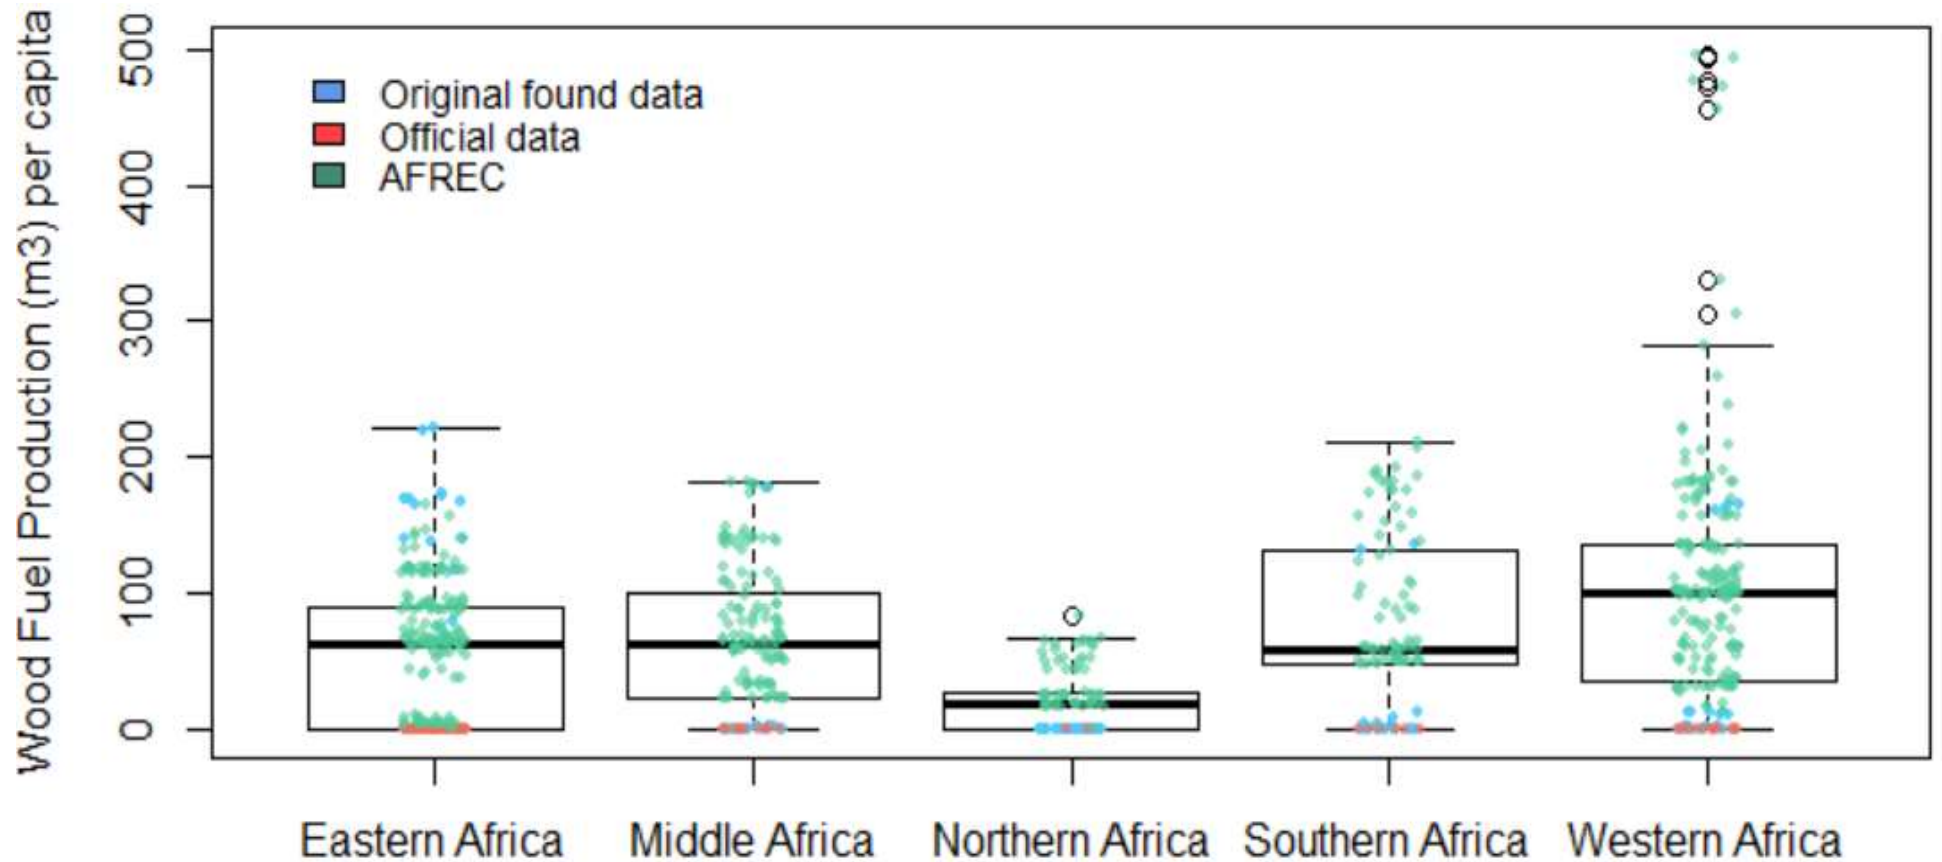 Wood Fuel Production (m3) per capita
500
400
300
200
100
0
Original found data
Official data
AFREC
Eastern Africa
Middle Africa
Northern Africa
Southern Africa
Western Africa